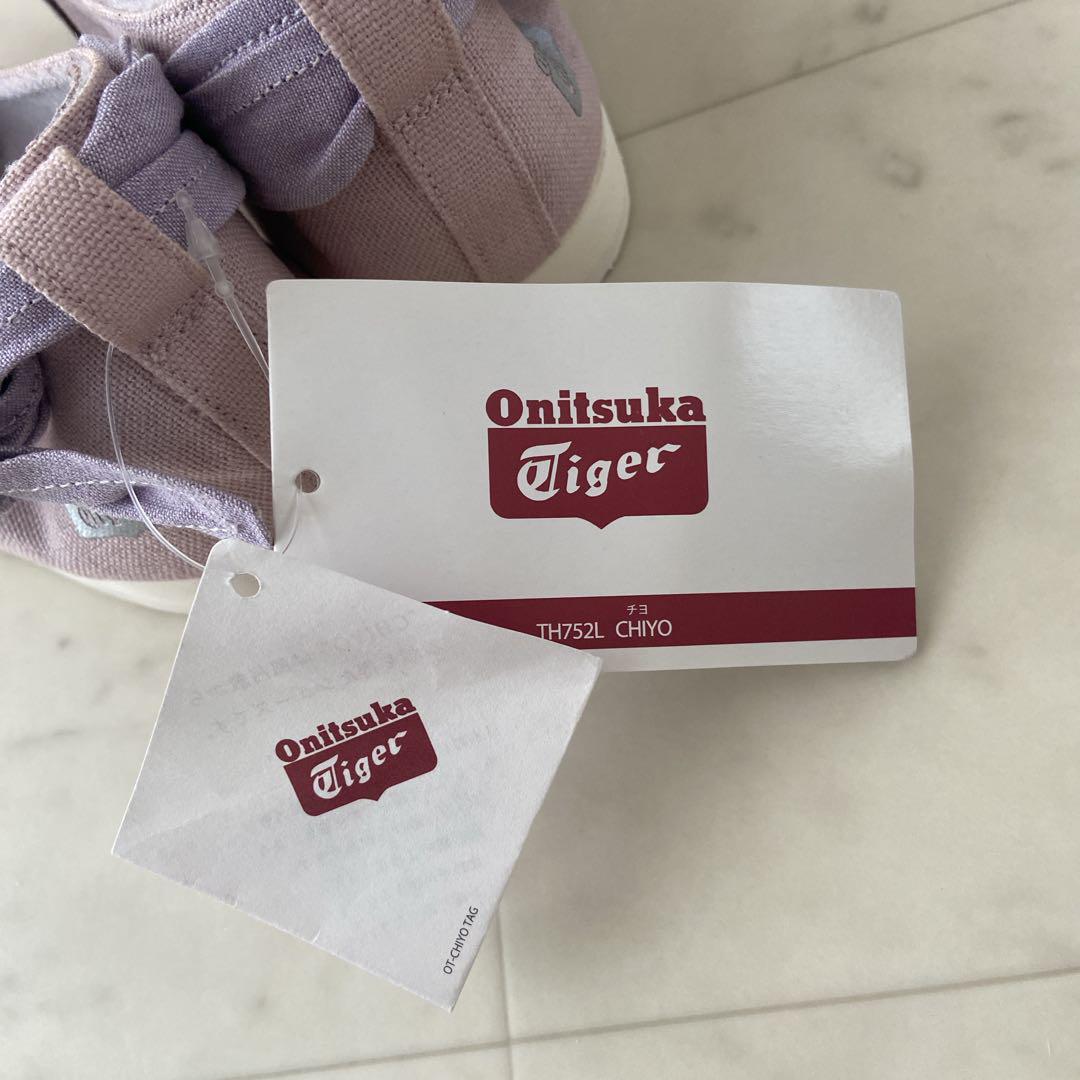 Onitsuka
Tiger
チヨ
TH752L CHIYO
Onitsuka
Tiger
OT-CHIYO TAG